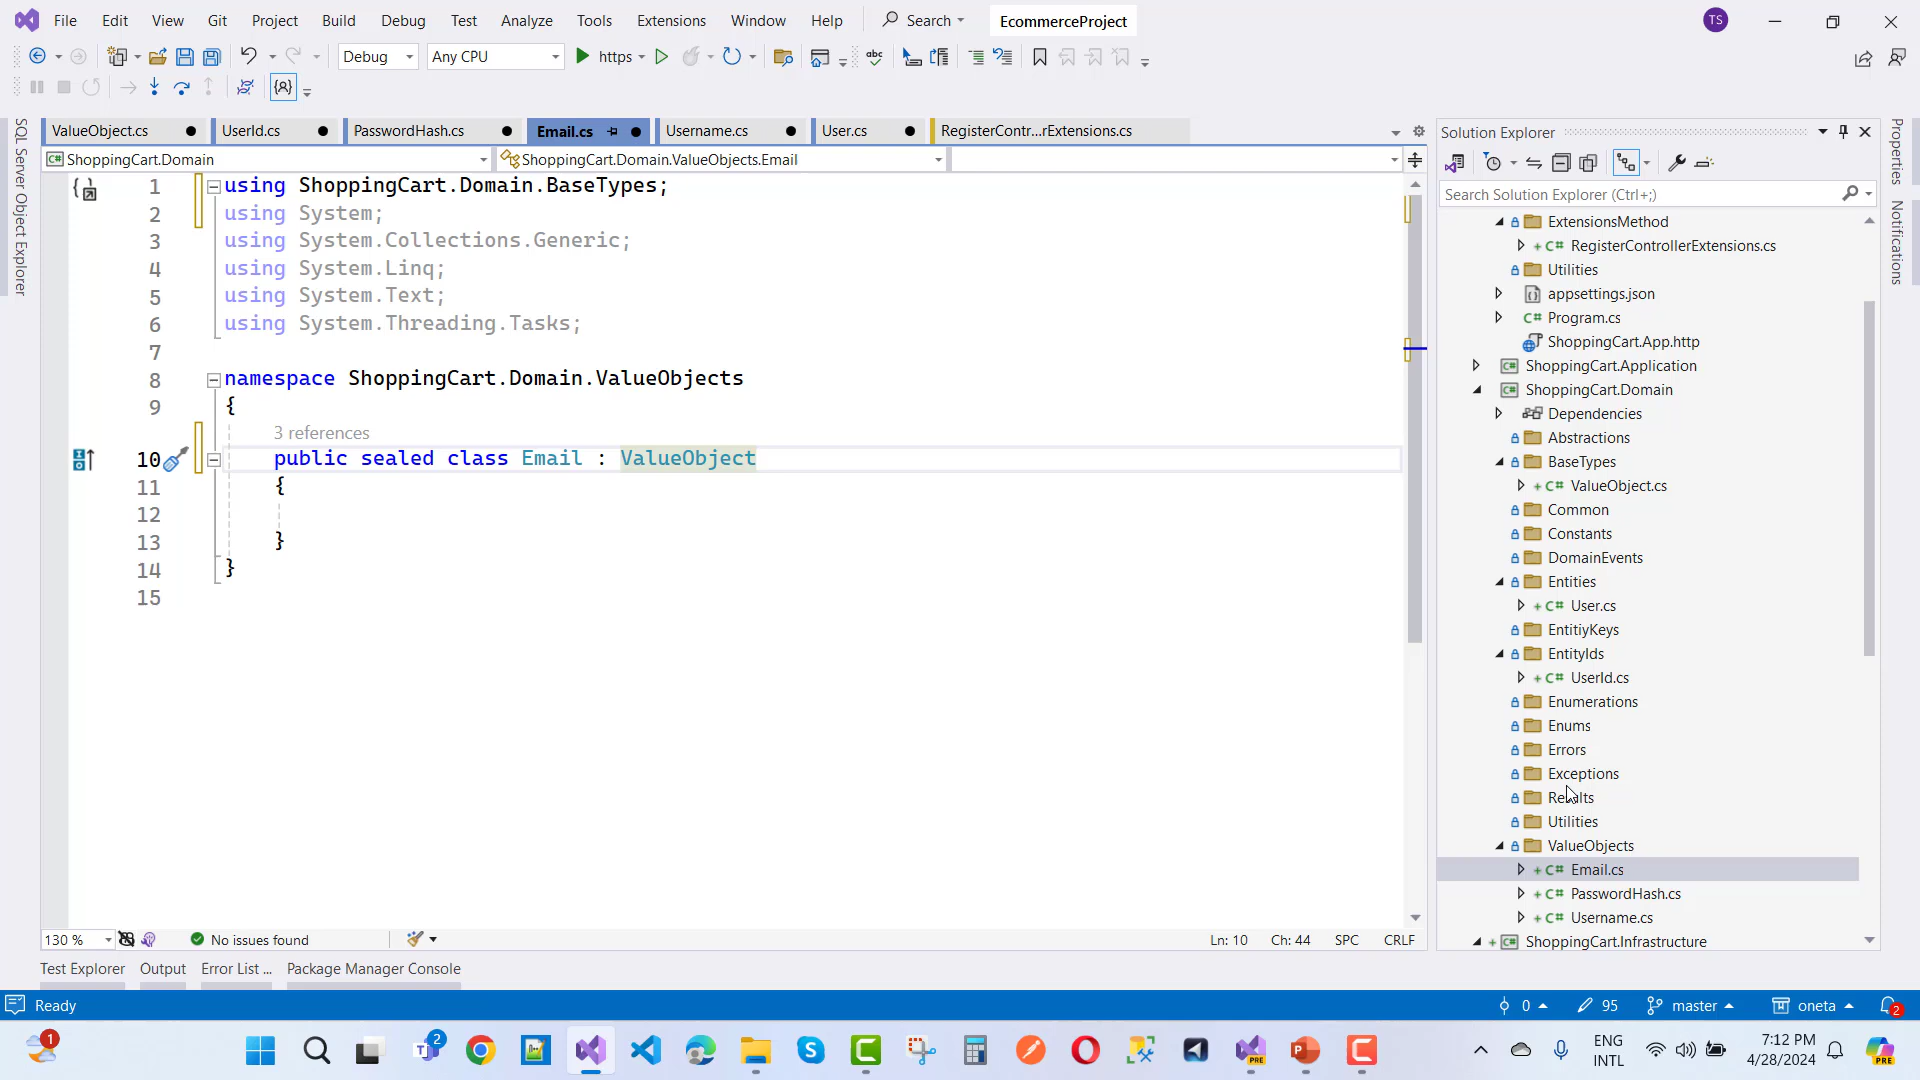 File Edit View Git Project Build Debug Test Analyze Tools Extensions Window Help Search EcommerceProject TS
Debug Any CPU https
ValueObject.cs UserId.cs PasswordHash.cs Email.cs Username.cs User.cs RegisterContr...rExtensions.cs
ShoppingCart.Domain ShoppingCart.Domain.ValueObjects.Email
1 using ShoppingCart.Domain.BaseTypes;
2 using System;
3 using System.Collections.Generic;
4 using System.Linq;
5 using System.Text;
6 using System.Threading.Tasks;
7
8 namespace ShoppingCart.Domain.ValueObjects
9 {
3 references
10 public sealed class Email : ValueObject
11 {
12
13 }
14 }
15
130 % No issues found Ln: 10 Ch: 44 SPC CRLF
SQL Server Object Explorer
Solution Explorer
Search Solution Explorer (Ctrl+;)
ExtensionsMethod
C# RegisterControllerExtensions.cs
Utilities
appsettings.json
C# Program.cs
ShoppingCart.App.http
ShoppingCart.Application
ShoppingCart.Domain
Dependencies
Abstractions
BaseTypes
C# ValueObject.cs
Common
Constants
DomainEvents
Entities
C# User.cs
EntitiyKeys
EntityIds
C# UserId.cs
Enumerations
Enums
Errors
Exceptions
Results
Utilities
ValueObjects
C# Email.cs
C# PasswordHash.cs
C# Username.cs
ShoppingCart.Infrastructure
Properties
Notifications
Test Explorer Output Error List ... Package Manager Console
Ready 0 95 master oneta 2
1 2 ENG INTL 7:12 PM 4/28/2024